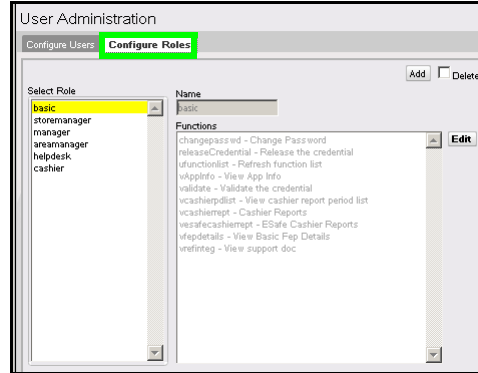 User Administration
Configure Users Configure Roles
Add Delete
Select Role
basic
storemanager
manager
areamanager
helpdesk
cashier
Name
basic
Functions
changepasswd - Change Password
releaseCredential - Release the credential
ufunctionlist - Refresh function list
vAppInfo - View App Info
validate - Validate the credential
vcashierpdlist - View cashier report period list
vcashierrept - Cashier Reports
vesafecashierrept - ESafe Cashier Reports
vfepdetails - View Basic Fep Details
vrefinteg - View support doc
Edit